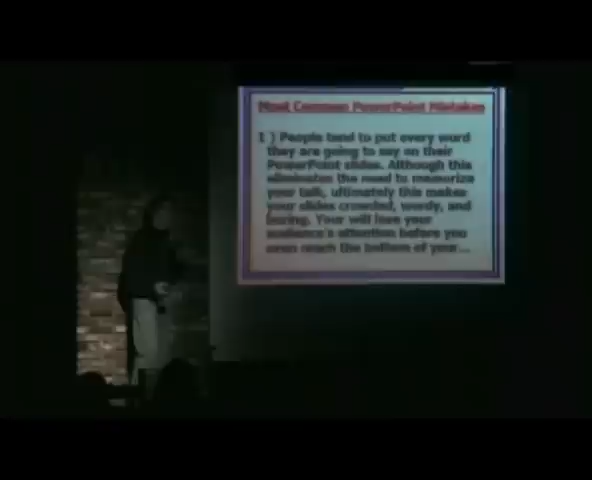 Most Common PowerPoint Mistakes
1 ) People tend to put every word
they are going to say on their
PowerPoint slides. Although this
eliminates the need to memorize
your talk, ultimately this makes
your slides crowded, wordy, and
boring. Your will lose your
audience's attention before you
even reach the bottom of your...